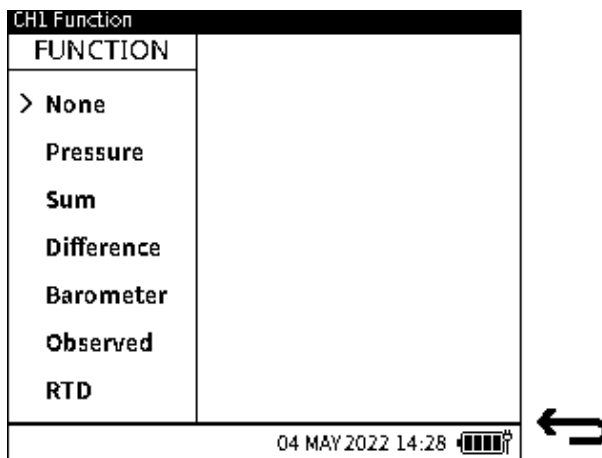 CH1 Function
FUNCTION
> None
Pressure
Sum
Difference
Barometer
Observed
RTD
04 MAY 2022 14:28